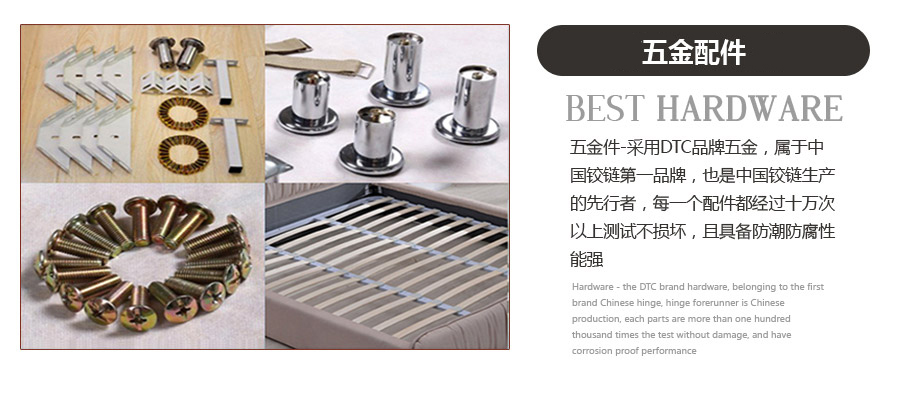 五金配件
BEST HARDWARE
五金件-采用DTC品牌五金，属于中
国铰链第一品牌，也是中国铰链生产
的先行者，每一个配件都经过十万次
以上测试不损坏，且具备防潮防腐性
能强
Hardware - the DTC brand hardware, belonging to the first
brand Chinese hinge, hinge forerunner is Chinese
production, each parts are more than one hundred
thousand times the test without damage, and have
corrosion proof performance